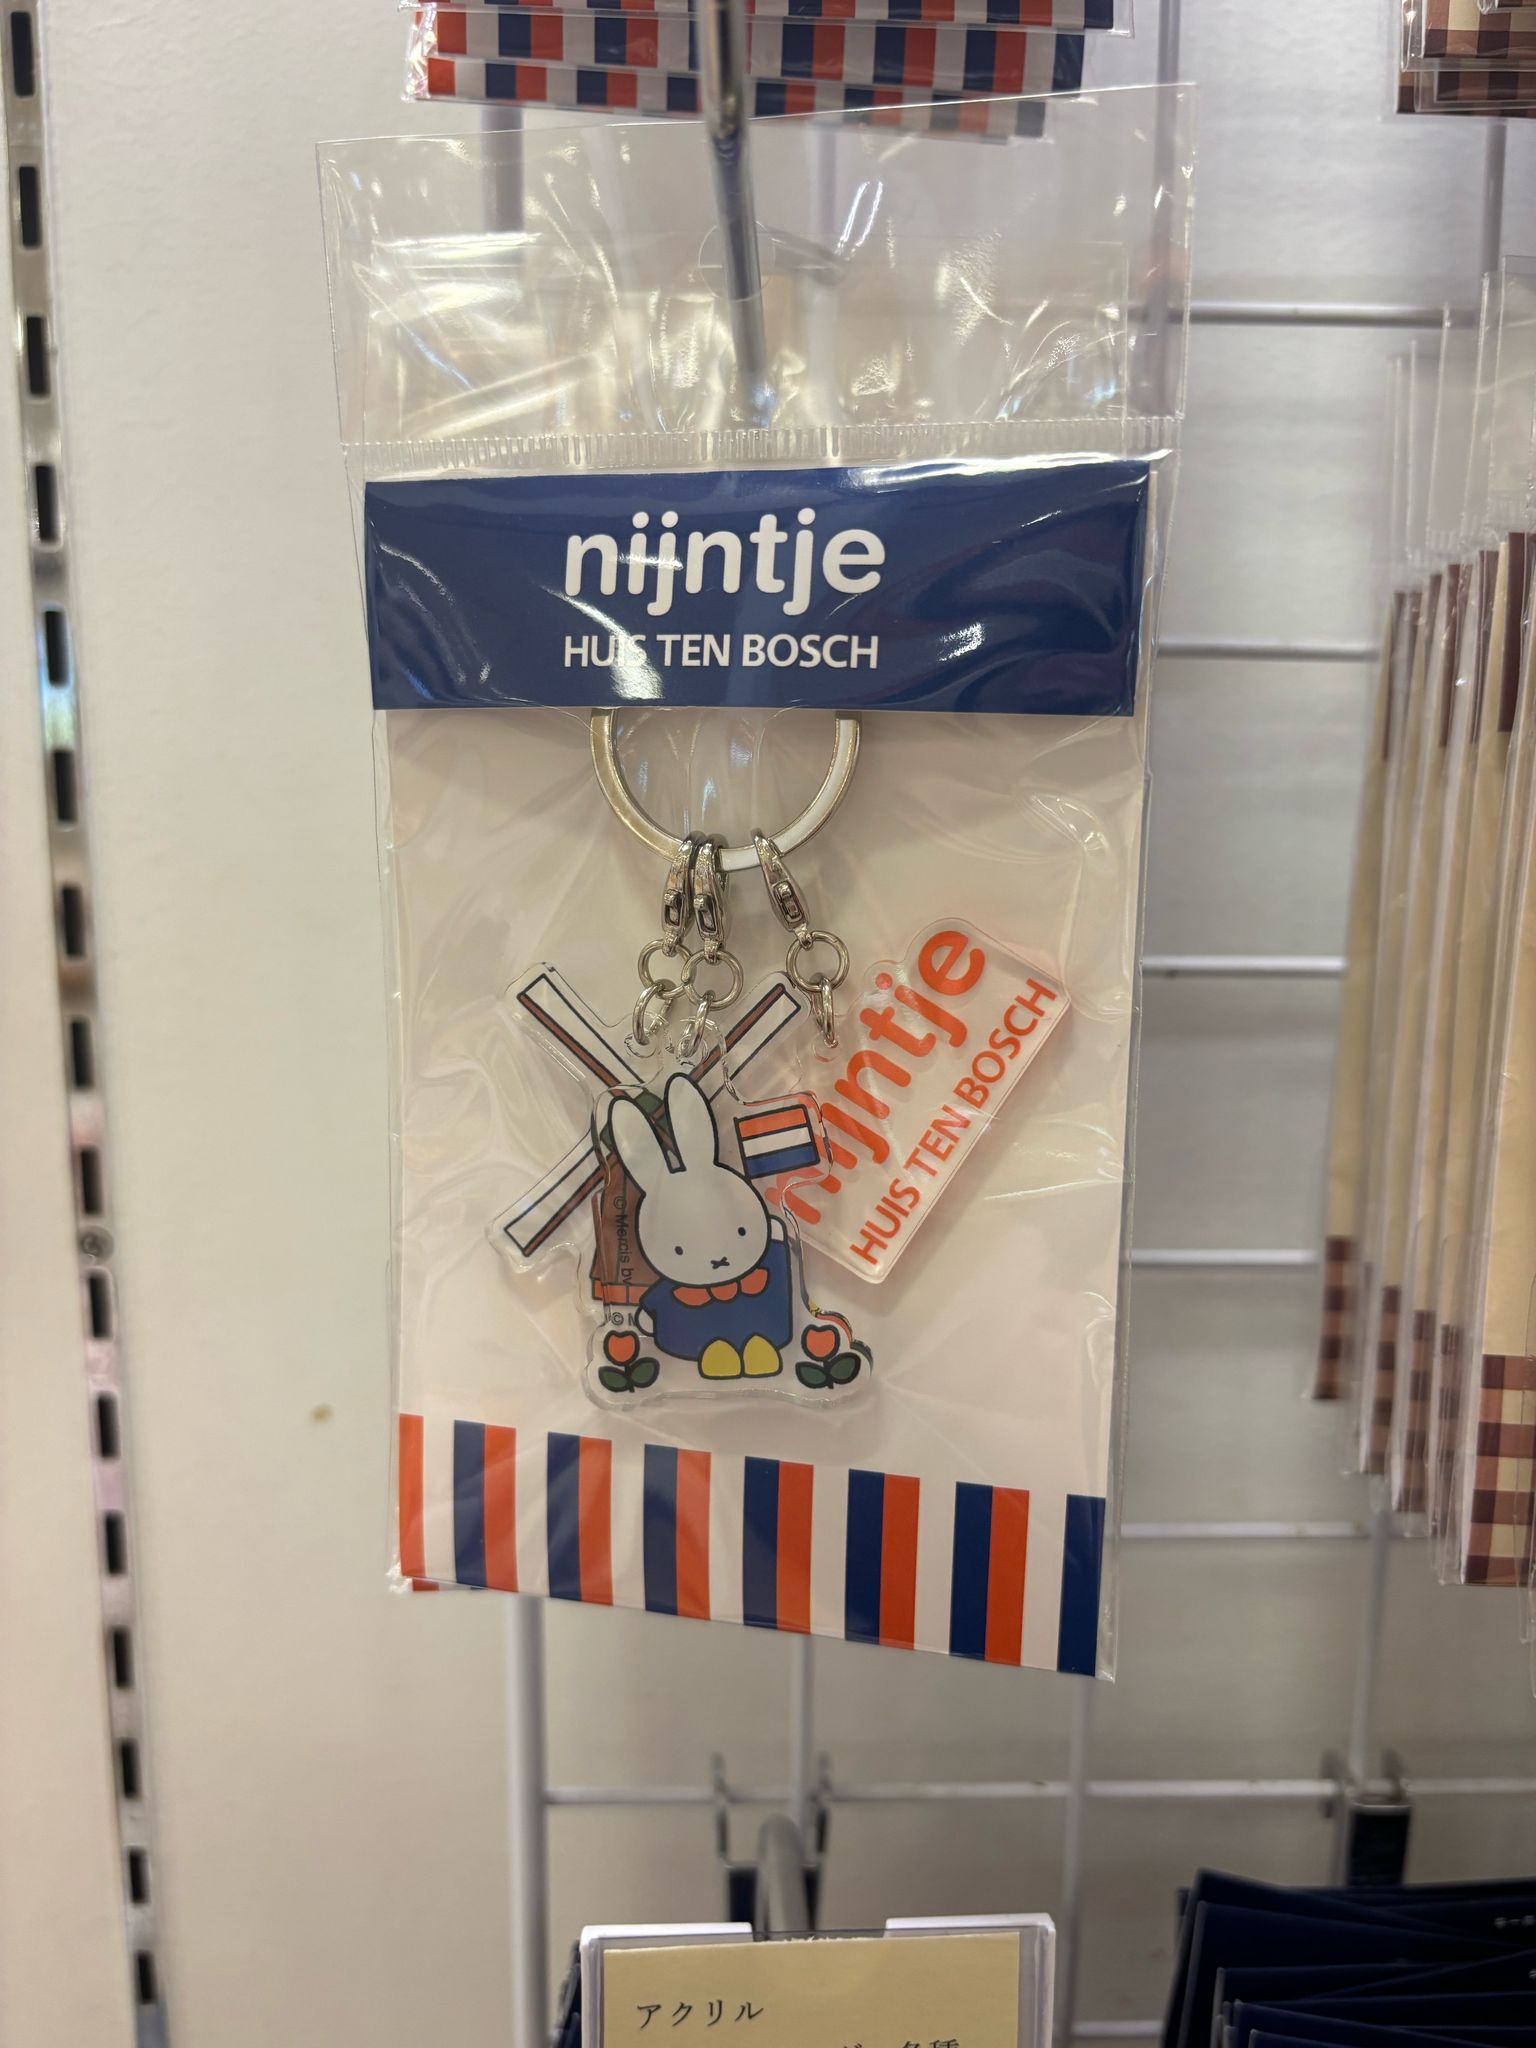 nijntje
HUIS TEN BOSCH
nijntje
HUIS TEN BOSCH
© Mercis bv
アクリル